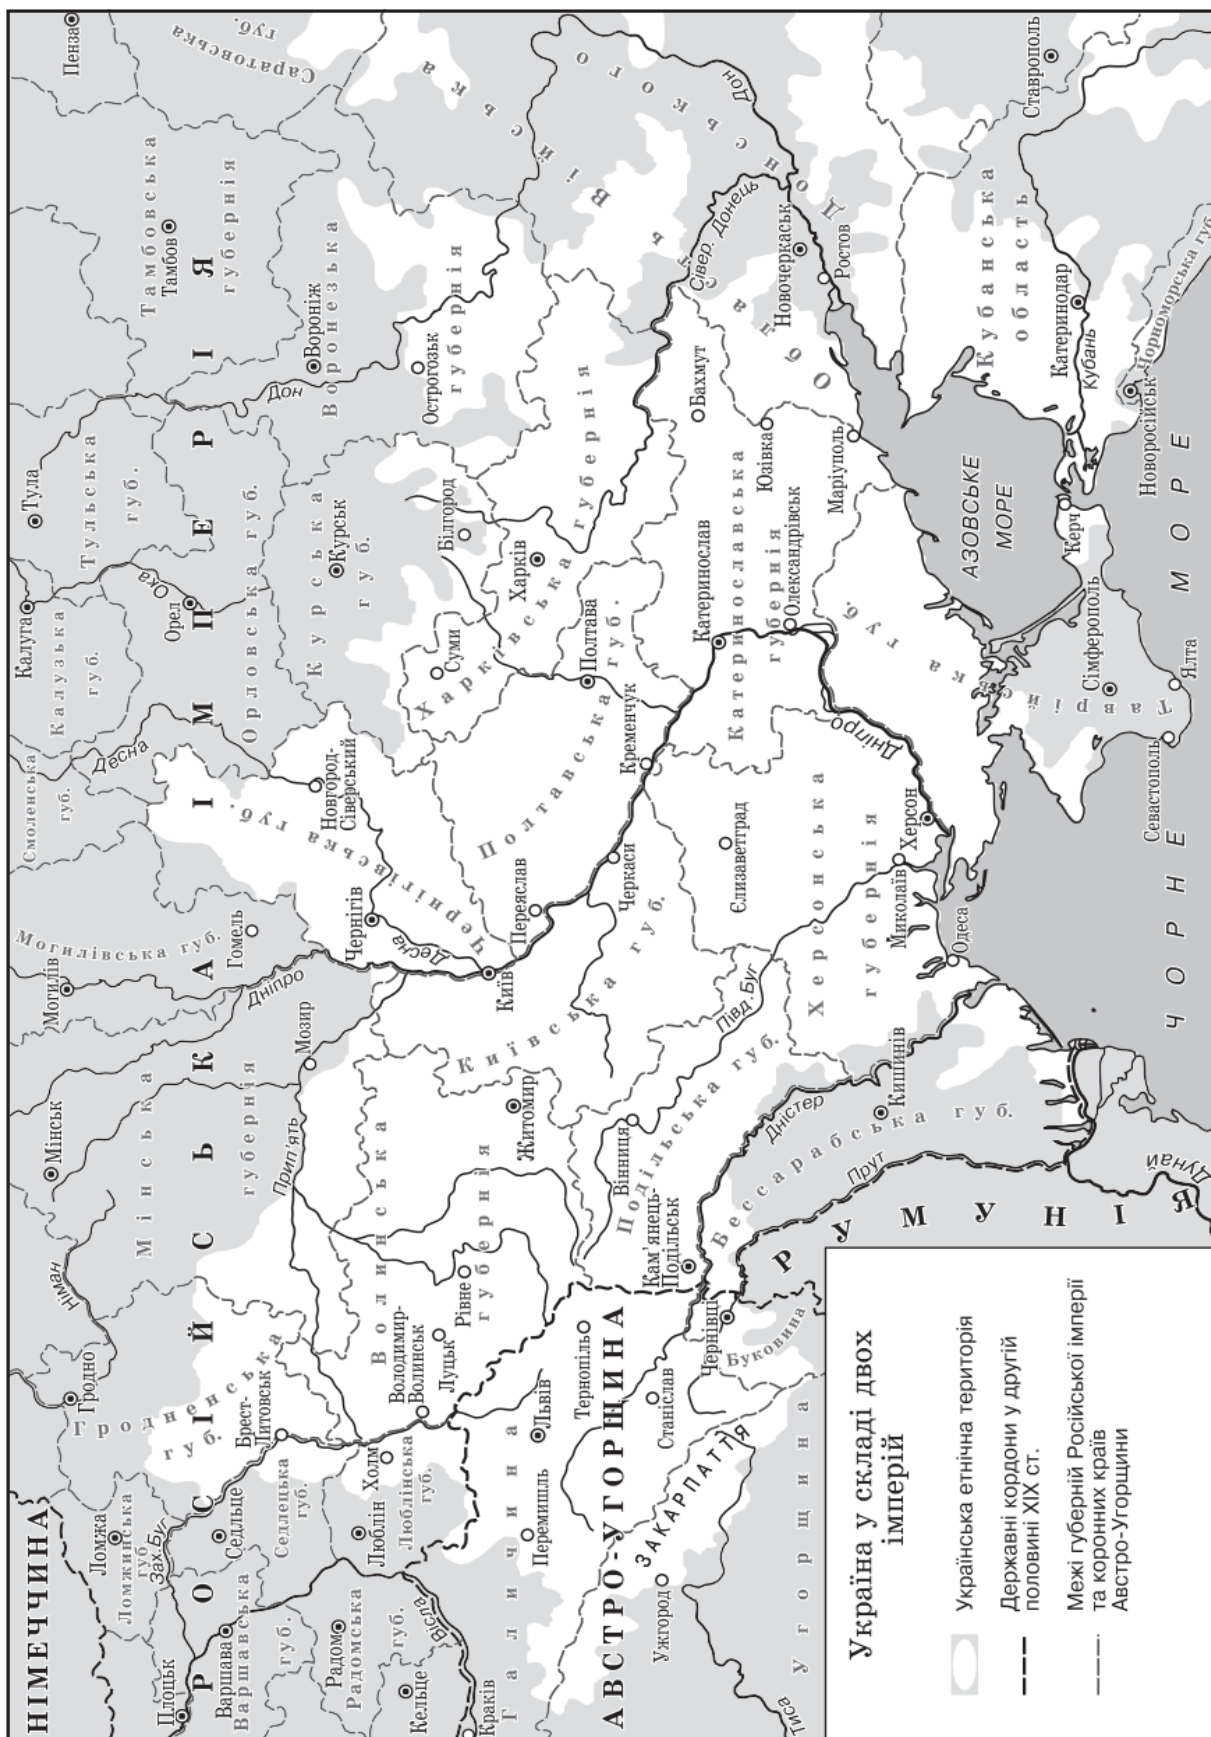 НІМЕЧЧИНА
РОСІЙСЬКА ІМПЕРІЯ
АВСТРО-УГОРЩИНА
РУМУНІЯ
Плоцьк
Ломжа
Ломжинська
губ.
Зах.Буг
Варшава
Варшавська
губ.
Седльце
Седлецька
губ.
Радом
Радомська
губ.
Кельце
Вісла
Краків
Люблін
Люблінська
губ.
Холм
Гродно
Німан
Гродненська
губ.
Брест-
Литовськ
Мінськ
Мінська
губернія
Прип'ять
Мозир
Могилів
Могилівська губ.
Гомель
Дніпро
Смоленська
губ.
Десна
Калуга
Калузька
губ.
Ока
Тула
Тульська
губ.
Орел
Орловська губ.
Курськ
Курська
губ.
Пенза
Саратовська
губ.
Тамбовська
Тамбов
губернія
Вороніж
Воронезька
губернія
Дон
Острогозьк
Володимир-
Волинськ
Луцьк
Рівне
Волинська
губернія
Житомир
Чернігів
Десна
Чернігівська губ.
Новгород-
Сіверський
Київ
Київська губ.
Переяслав
Черкаси
Полтавська губ.
Полтава
Кременчук
Суми
Білгород
Харків
Харківська губернія
Область Війська Донського
Дон
Сівер. Донець
Новочеркаськ
Ростов
Ставрополь
Галичина
Перемишль
Львів
Тернопіль
Станіслав
ЗАКАРПАТТЯ
Ужгород
Угорщина
Тиса
Чернівці
Буковина
Кам'янець-
Подільськ
Вінниця
Подільська губ.
Півд.Буг
Дністер
Прут
Бессарабська губ.
Кишинів
Дунай
Херсонська
губернія
Єлизаветград
Миколаїв
Херсон
Одеса
Дніпро
Катеринослав
Катеринославська
губернія
Олександрівськ
Бахмут
Юзівка
Маріуполь
Таврійська губ.
Сімферополь
Севастополь
Ялта
Керч
АЗОВСЬКЕ
МОРЕ
ЧОРНЕ МОРЕ
Кубанська
область
Катеринодар
Кубань
Новоросійськ
Чорноморська губ.
Україна у складі двох
імперій
Українська етнічна територія
Державні кордони у другій
половині XIX ст.
Межі губерній Російської імперії
та коронних країв
Австро-Угорщини